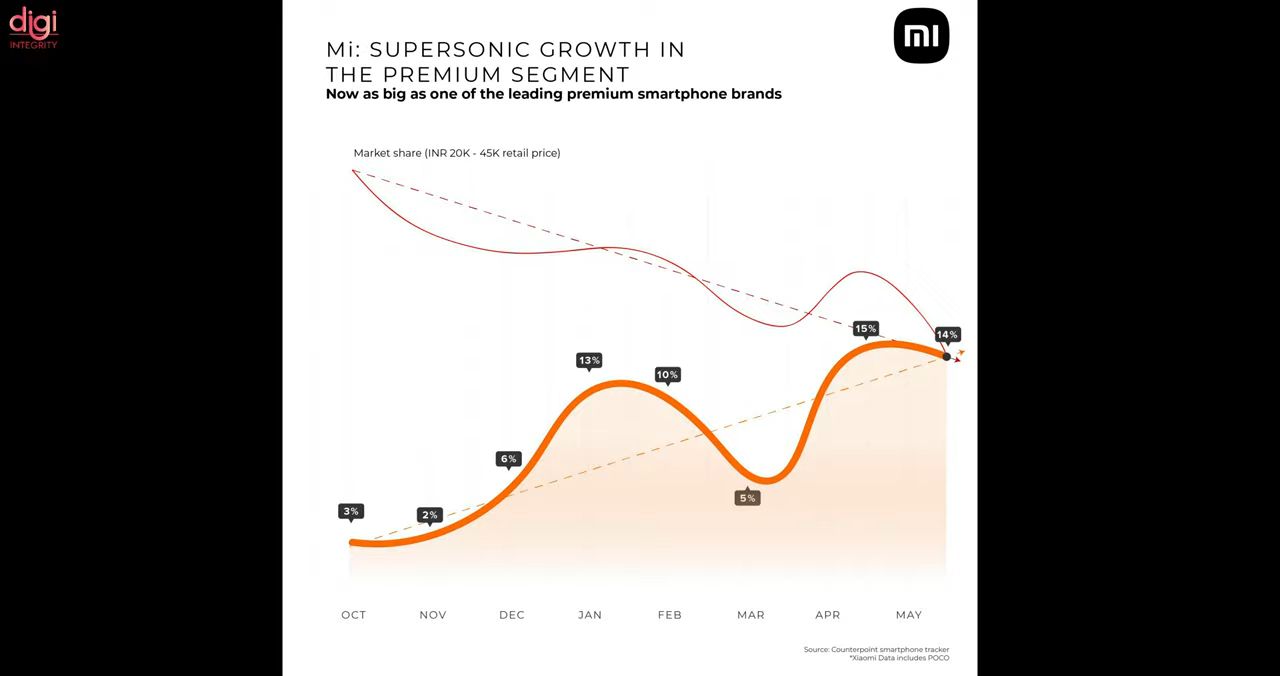 digi
INTEGRITY
mi
Mi: SUPERSONIC GROWTH IN
THE PREMIUM SEGMENT
Now as big as one of the leading premium smartphone brands
Market share (INR 20K - 45K retail price)
15%
14%
13%
10%
6%
5%
3%
2%
OCT NOV DEC JAN FEB MAR APR MAY
Source: Counterpoint smartphone tracker
*Xiaomi Data includes POCO